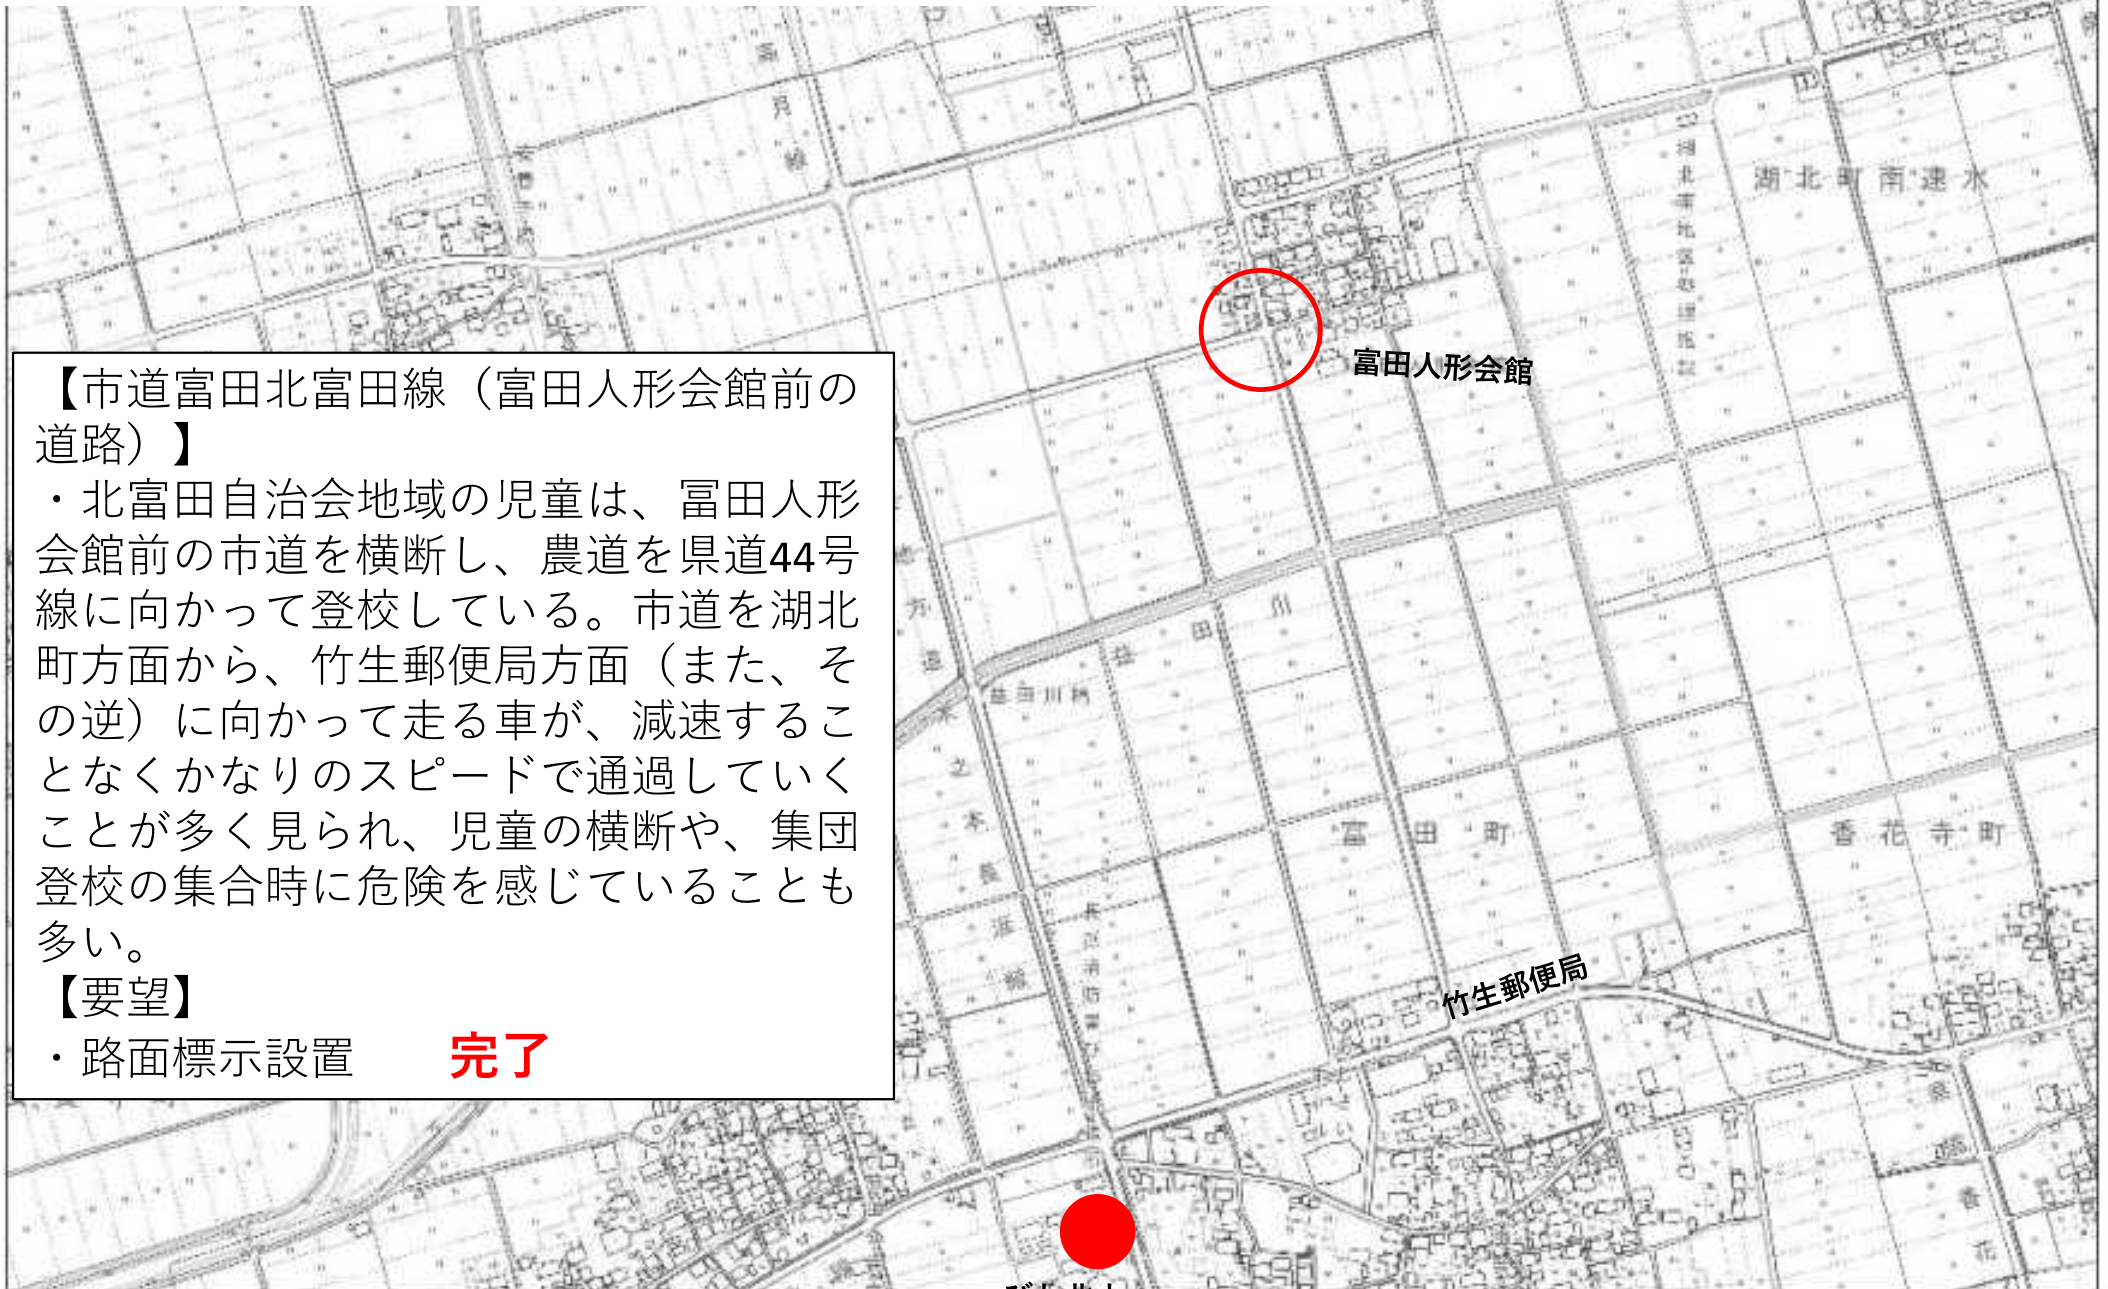 湖北町南速水
富田人形会館
【市道富田北富田線（富田人形会館前の
道路）】
・北富田自治会地域の児童は、冨田人形
会館前の市道を横断し、農道を県道44号
線に向かって登校している。市道を湖北
町方面から、竹生郵便局方面（また、そ
の逆）に向かって走る車が、減速するこ
となくかなりのスピードで通過していく
ことが多く見られ、児童の横断や、集団
登校の集合時に危険を感じていることも
多い。
【要望】
・路面標示設置　　完了
益田川
益田川橋
富田町
香花寺町
竹生郵便局